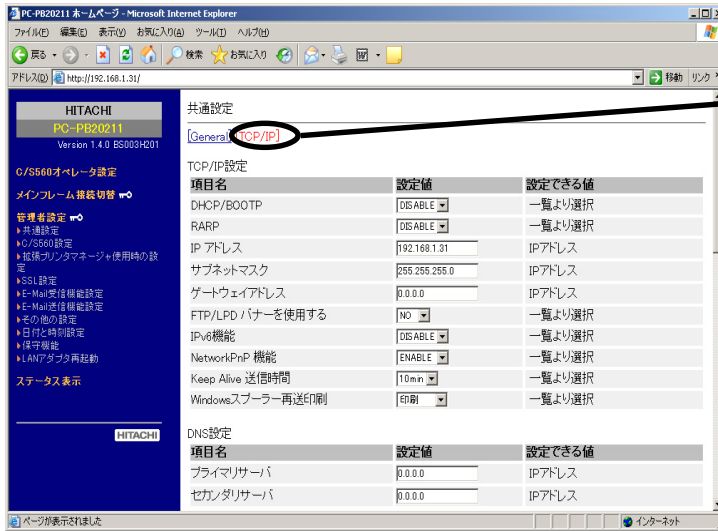 PC-PB20211 ホームページ - Microsoft Internet Explorer
ファイル(F) 編集(E) 表示(V) お気に入り(A) ツール(T) ヘルプ(H)
戻る 検索 お気に入り
アドレス(D) http://192.168.1.31/ 移動 リンク
HITACHI
PC-PB20211
Version 1.4.0 BS003H201
C/S560オペレータ設定
メインフレーム接続切替
管理者設定
共通設定
C/S560設定
拡張プリンタマネージャ使用時の設
定
SSL設定
E-Mail受信機能設定
E-Mail送信機能設定
その他の設定
日付と時刻設定
保守機能
LANアダプタ再起動
ステータス表示
HITACHI
共通設定
[General] [TCP/IP]
TCP/IP設定
項目名 設定値 設定できる値
DHCP/BOOTP DISABLE 一覧より選択
RARP DISABLE 一覧より選択
IP アドレス 192.168.1.31 IPアドレス
サブネットマスク 255.255.255.0 IPアドレス
ゲートウェイアドレス 0.0.0.0 IPアドレス
FTP/LPD バナーを使用する NO 一覧より選択
IPv6機能 DISABLE 一覧より選択
NetworkPnP 機能 ENABLE 一覧より選択
Keep Alive 送信時間 10min 一覧より選択
Windowsスプーラー再送印刷 印刷 一覧より選択
DNS設定
項目名 設定値 設定できる値
プライマリサーバ 0.0.0.0 IPアドレス
セカンダリサーバ 0.0.0.0 IPアドレス
ページが表示されました インターネット